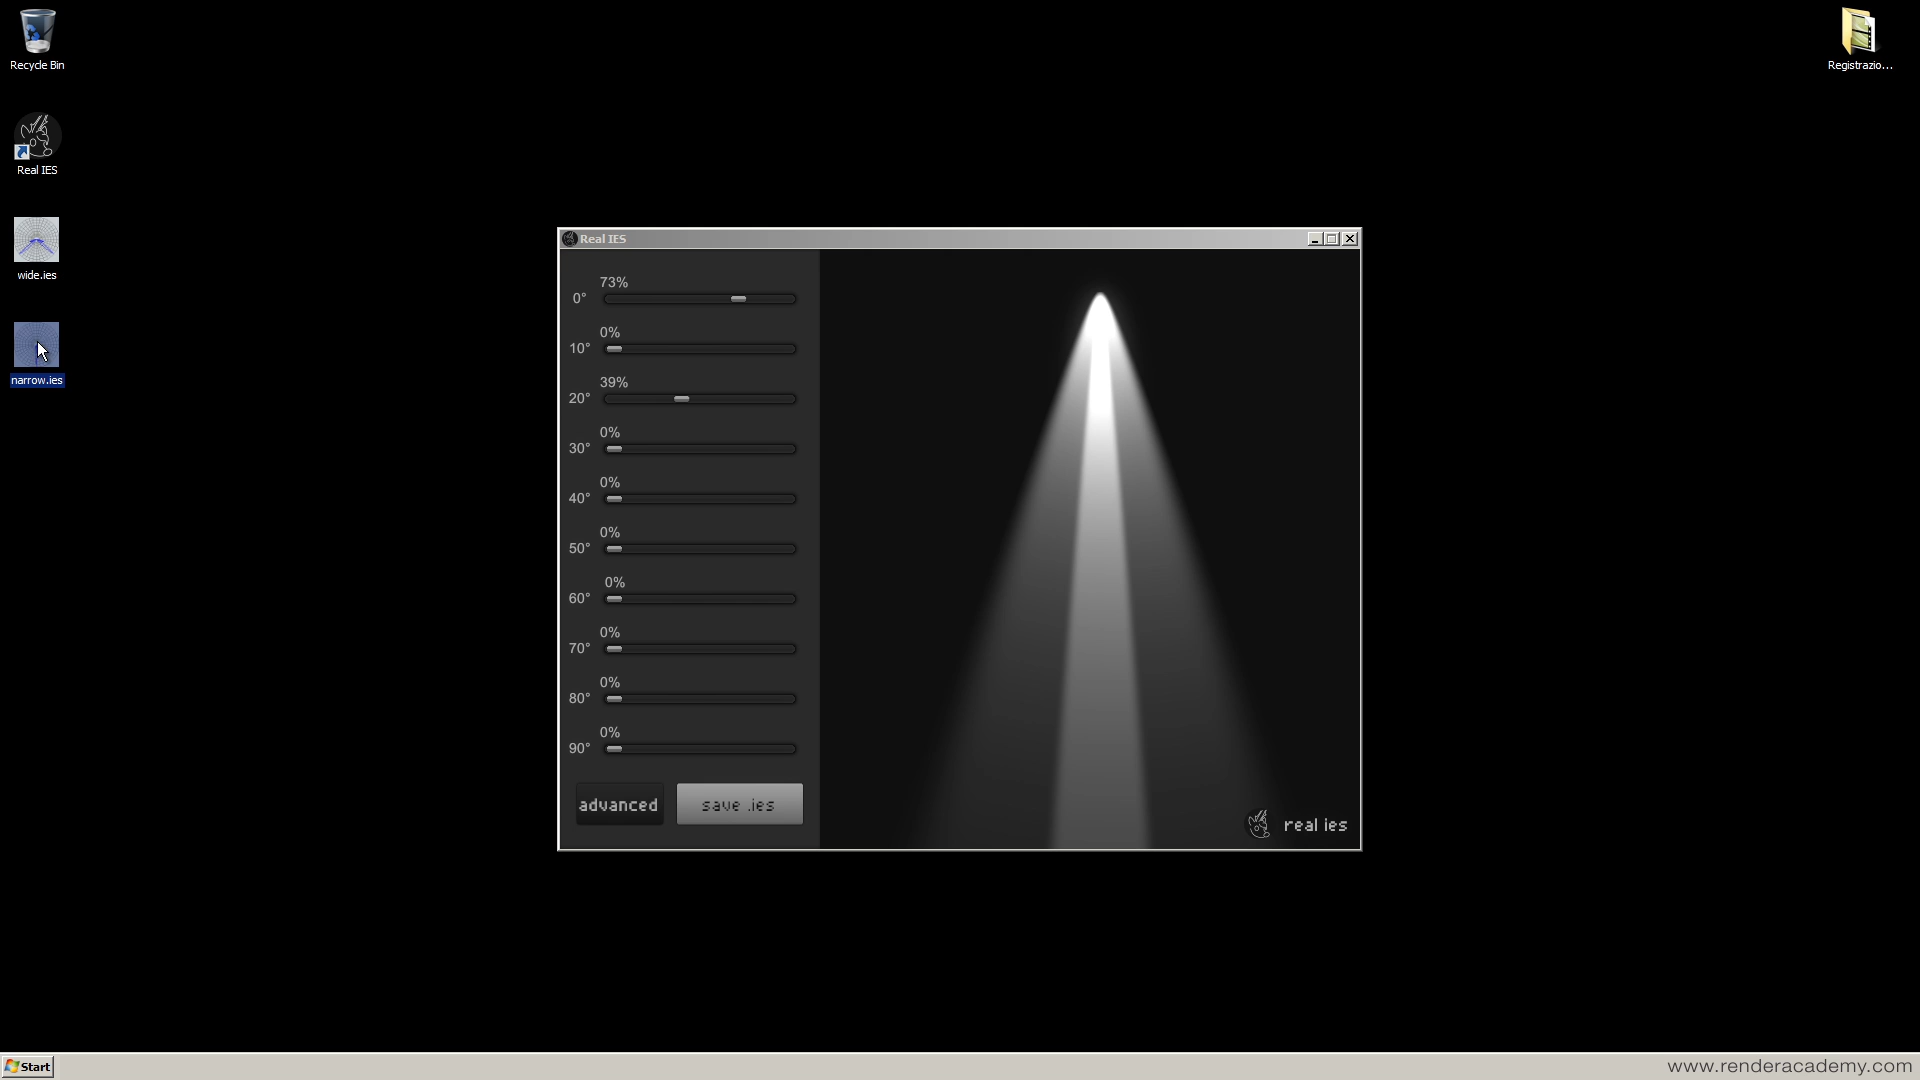 Recycle Bin
Registrazio...
Real IES
wide.ies
narrow.ies
Real IES
73%
0°
0%
10°
39%
20°
0%
30°
0%
40°
0%
50°
0%
60°
0%
70°
0%
80°
0%
90°
advanced
save .ies
real ies
Start
www.renderacademy.com